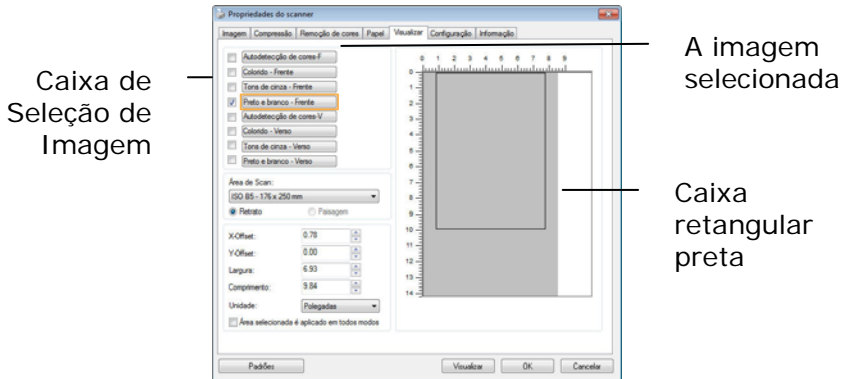 Propriedades do scanner
Imagem Compressão Remoção de cores Papel Visualizar Configuração Informação
Caixa de
Seleção de
Imagem
Autodetecção de cores-F
Colorido - Frente
Tons de cinza - Frente
Preto e branco - Frente
Autodetecção de cores-V
Colorido - Verso
Tons de cinza - Verso
Preto e branco - Verso
Área de Scan:
ISO B5 - 176 x 250 mm
Retrato Paisagem
X-Offset: 0.78
Y-Offset: 0.00
Largura: 6.93
Comprimento: 9.84
Unidade: Polegadas
Área selecionada é aplicado em todos modos
0 1 2 3 4 5 6 7 8 9
0
1
2
3
4
5
6
7
8
9
10
11
12
13
14
A imagem
selecionada
Caixa
retangular
preta
Padrões Visualizar OK Cancelar